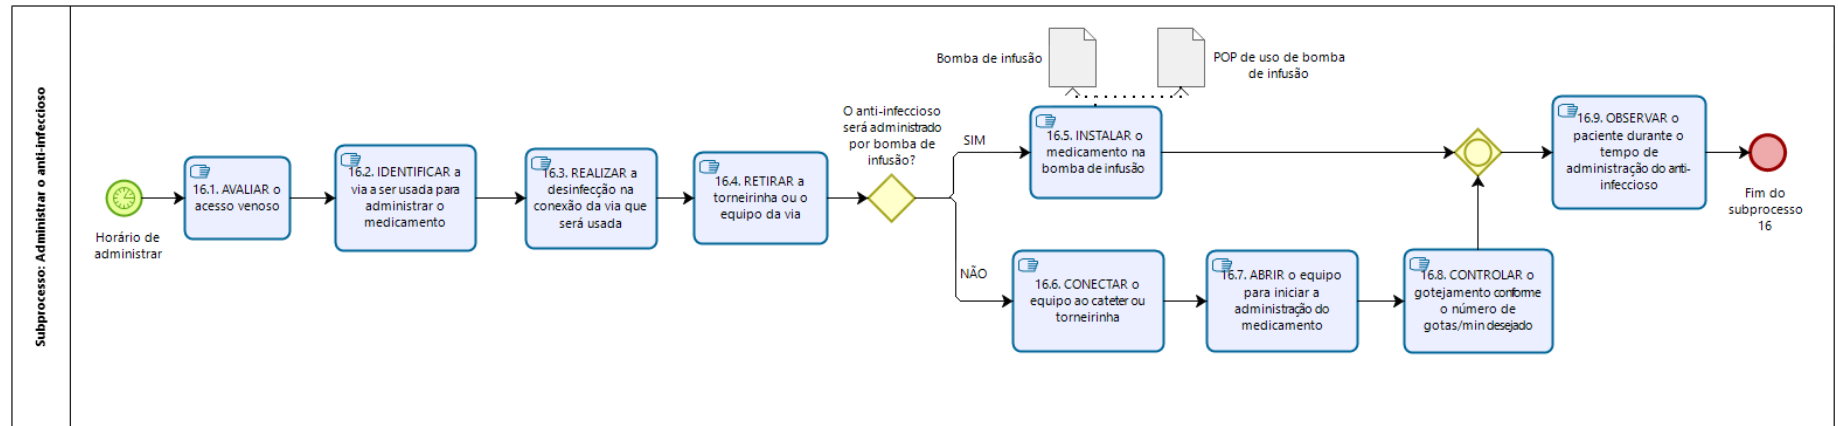 Subprocesso: Administrar o anti-infeccioso
Horário de
administrar
16.1. AVALIAR o
acesso venoso
16.2. IDENTIFICAR a
via a ser usada para
administrar o
medicamento
16.3. REALIZAR a
desinfecção na
conexão da via que
será usada
16.4. RETIRAR a
torneirinha ou o
equipo da via
O anti-infeccioso
será administrado
por bomba de
infusão?
SIM
NÃO
Bomba de infusão
POP de uso de bomba
de infusão
16.5. INSTALAR o
medicamento na
bomba de infusão
16.6. CONECTAR o
equipo ao cateter ou
torneirinha
16.7. ABRIR o equipo
para iniciar a
administração do
medicamento
16.8. CONTROLAR o
gotejamento conforme
o número de
gotas/min desejado
16.9. OBSERVAR o
paciente durante o
tempo de
administração do anti-
infeccioso
Fim do
subprocesso
16